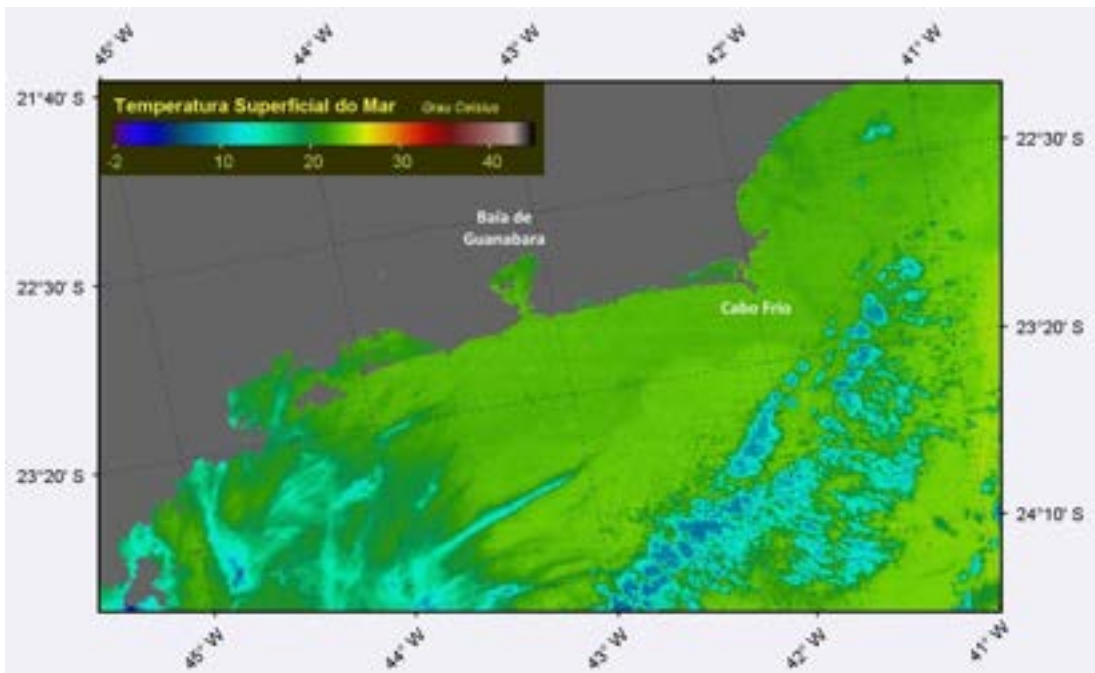 45° W
44° W
43° W
42° W
41° W
21°40' S
Temperatura Superficial do Mar Grau Celsius
-2 10 20 30 40
22°30' S
Baía de
Guanabara
22°30' S
Cabo Frio
23°20' S
23°20' S
24°10' S
45° W
44° W
43° W
42° W
41° W